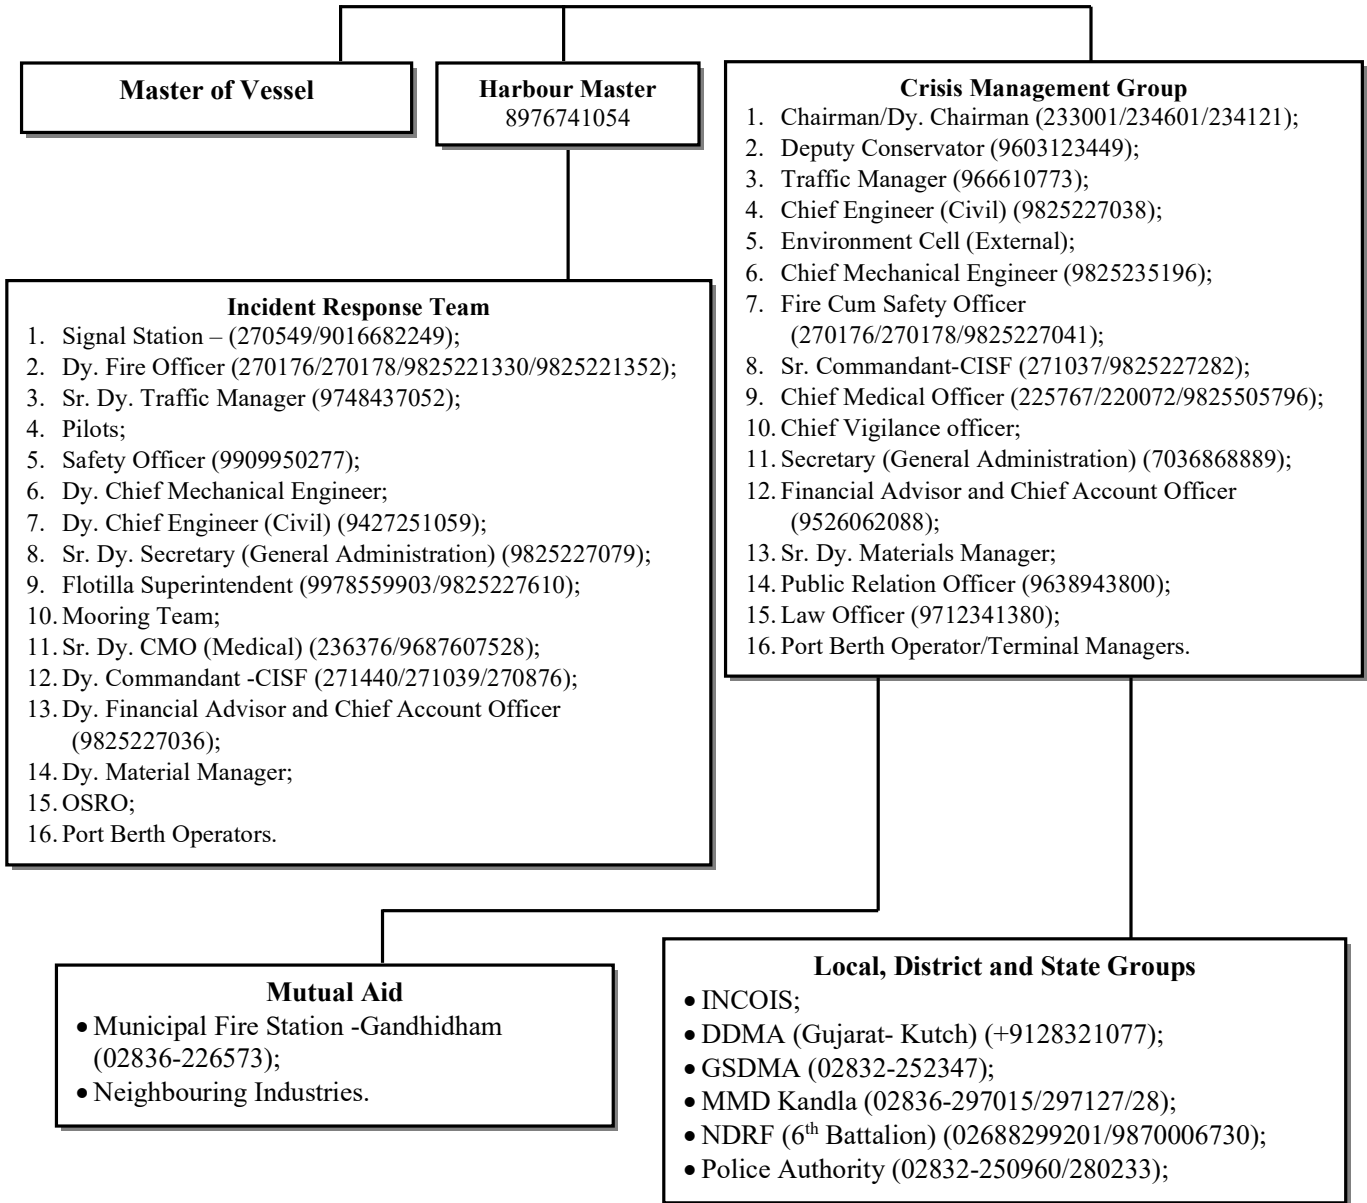 Master of Vessel
Harbour Master
8976741054
Crisis Management Group
1. Chairman/Dy. Chairman (233001/234601/234121);
2. Deputy Conservator (9603123449);
3. Traffic Manager (966610773);
4. Chief Engineer (Civil) (9825227038);
5. Environment Cell (External);
6. Chief Mechanical Engineer (9825235196);
7. Fire Cum Safety Officer
(270176/270178/9825227041);
8. Sr. Commandant-CISF (271037/9825227282);
9. Chief Medical Officer (225767/220072/9825505796);
10. Chief Vigilance officer;
11. Secretary (General Administration) (7036868889);
12. Financial Advisor and Chief Account Officer
(9526062088);
13. Sr. Dy. Materials Manager;
14. Public Relation Officer (9638943800);
15. Law Officer (9712341380);
16. Port Berth Operator/Terminal Managers.
Incident Response Team
1. Signal Station – (270549/9016682249);
2. Dy. Fire Officer (270176/270178/9825221330/9825221352);
3. Sr. Dy. Traffic Manager (9748437052);
4. Pilots;
5. Safety Officer (9909950277);
6. Dy. Chief Mechanical Engineer;
7. Dy. Chief Engineer (Civil) (9427251059);
8. Sr. Dy. Secretary (General Administration) (9825227079);
9. Flotilla Superintendent (9978559903/9825227610);
10. Mooring Team;
11. Sr. Dy. CMO (Medical) (236376/9687607528);
12. Dy. Commandant -CISF (271440/271039/270876);
13. Dy. Financial Advisor and Chief Account Officer
(9825227036);
14. Dy. Material Manager;
15. OSRO;
16. Port Berth Operators.
Mutual Aid
• Municipal Fire Station -Gandhidham
(02836-226573);
• Neighbouring Industries.
Local, District and State Groups
• INCOIS;
• DDMA (Gujarat- Kutch) (+9128321077);
• GSDMA (02832-252347);
• MMD Kandla (02836-297015/297127/28);
• NDRF (6th Battalion) (02688299201/9870006730);
• Police Authority (02832-250960/280233);